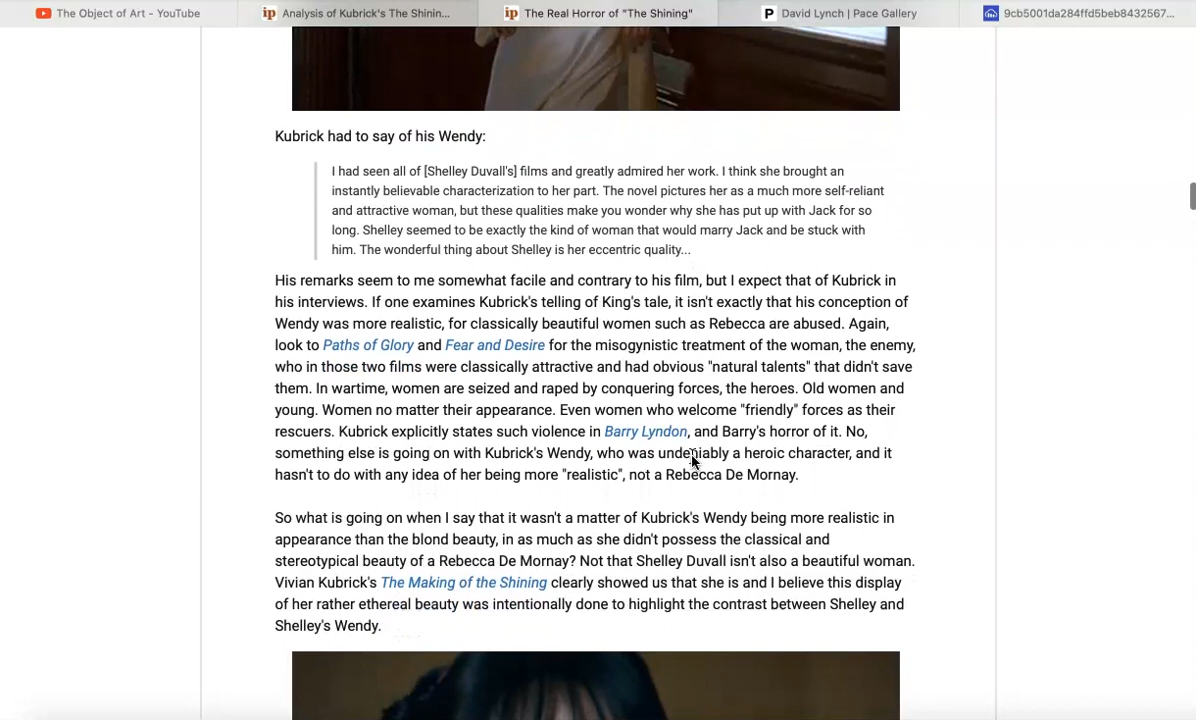 The Object of Art - YouTube
Analysis of Kubrick's The Shinin...
The Real Horror of "The Shining"
David Lynch | Pace Gallery
9cb5001da284ffd5beb8432567...
Kubrick had to say of his Wendy:
I had seen all of [Shelley Duvall's] films and greatly admired her work. I think she brought an
instantly believable characterization to her part. The novel pictures her as a much more self-reliant
and attractive woman, but these qualities make you wonder why she has put up with Jack for so
long. Shelley seemed to be exactly the kind of woman that would marry Jack and be stuck with
him. The wonderful thing about Shelley is her eccentric quality...
His remarks seem to me somewhat facile and contrary to his film, but I expect that of Kubrick in
his interviews. If one examines Kubrick's telling of King's tale, it isn't exactly that his conception of
Wendy was more realistic, for classically beautiful women such as Rebecca are abused. Again,
look to Paths of Glory and Fear and Desire for the misogynistic treatment of the woman, the enemy,
who in those two films were classically attractive and had obvious "natural talents" that didn't save
them. In wartime, women are seized and raped by conquering forces, the heroes. Old women and
young. Women no matter their appearance. Even women who welcome "friendly" forces as their
rescuers. Kubrick explicitly states such violence in Barry Lyndon, and Barry's horror of it. No,
something else is going on with Kubrick's Wendy, who was undeniably a heroic character, and it
hasn't to do with any idea of her being more "realistic", not a Rebecca De Mornay.
So what is going on when I say that it wasn't a matter of Kubrick's Wendy being more realistic in
appearance than the blond beauty, in as much as she didn't possess the classical and
stereotypical beauty of a Rebecca De Mornay? Not that Shelley Duvall isn't also a beautiful woman.
Vivian Kubrick's The Making of the Shining clearly showed us that she is and I believe this display
of her rather ethereal beauty was intentionally done to highlight the contrast between Shelley and
Shelley's Wendy.